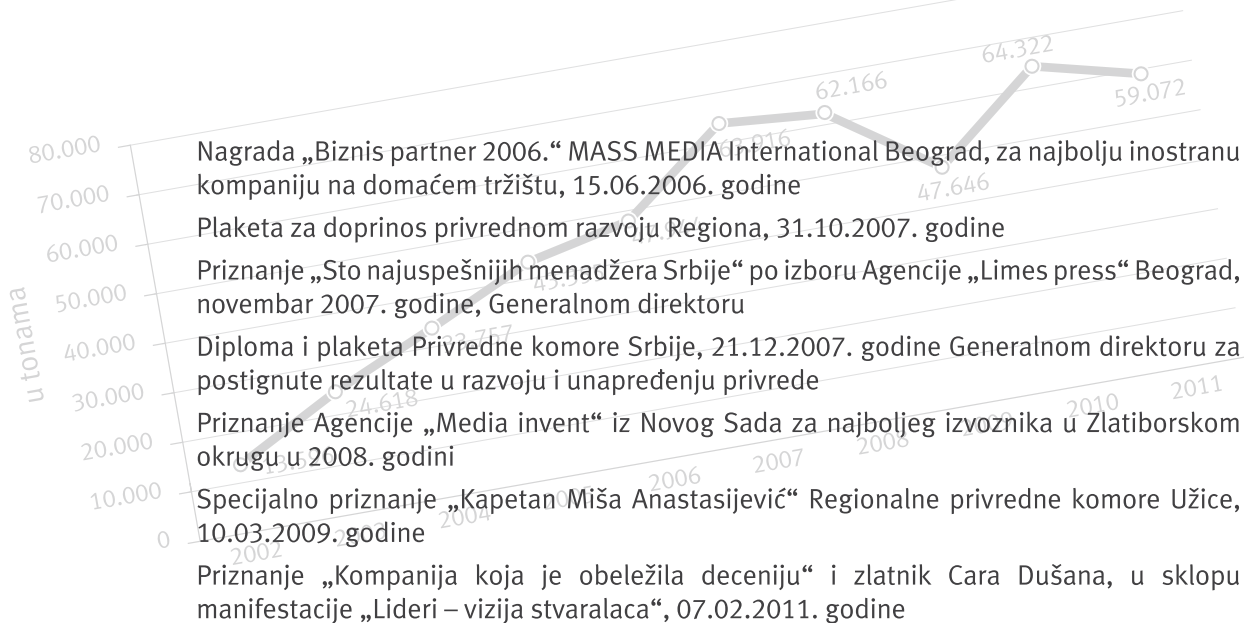 64.322
62.166
59.072
80.000
Nagrada „Biznis partner 2006.“ MASS MEDIA International Beograd, za najbolju inostranu
kompaniju na domaćem tržištu, 15.06.2006. godine
47.646
70.000
Plaketa za doprinos privrednom razvoju Regiona, 31.10.2007. godine
60.000
Priznanje „Sto najuspešnijih menadžera Srbije“ po izboru Agencije „Limes press“ Beograd,
novembar 2007. godine, Generalnom direktoru
50.000
u tonama
40.000
Diploma i plaketa Privredne komore Srbije, 21.12.2007. godine Generalnom direktoru za
postignute rezultate u razvoju i unapređenju privrede
30.000
24.618
2011
2010
Priznanje Agencije „Media invent“ iz Novog Sada za najboljeg izvoznika u Zlatiborskom
okrugu u 2008. godini
20.000
2008
2007
2006
10.000
Specijalno priznanje „Kapetan Miša Anastasijević“ Regionalne privredne komore Užice,
10.03.2009. godine
2004
0
2002
Priznanje „Kompanija koja je obeležila deceniju“ i zlatnik Cara Dušana, u sklopu
manifestacije „Lideri – vizija stvaralaca“, 07.02.2011. godine